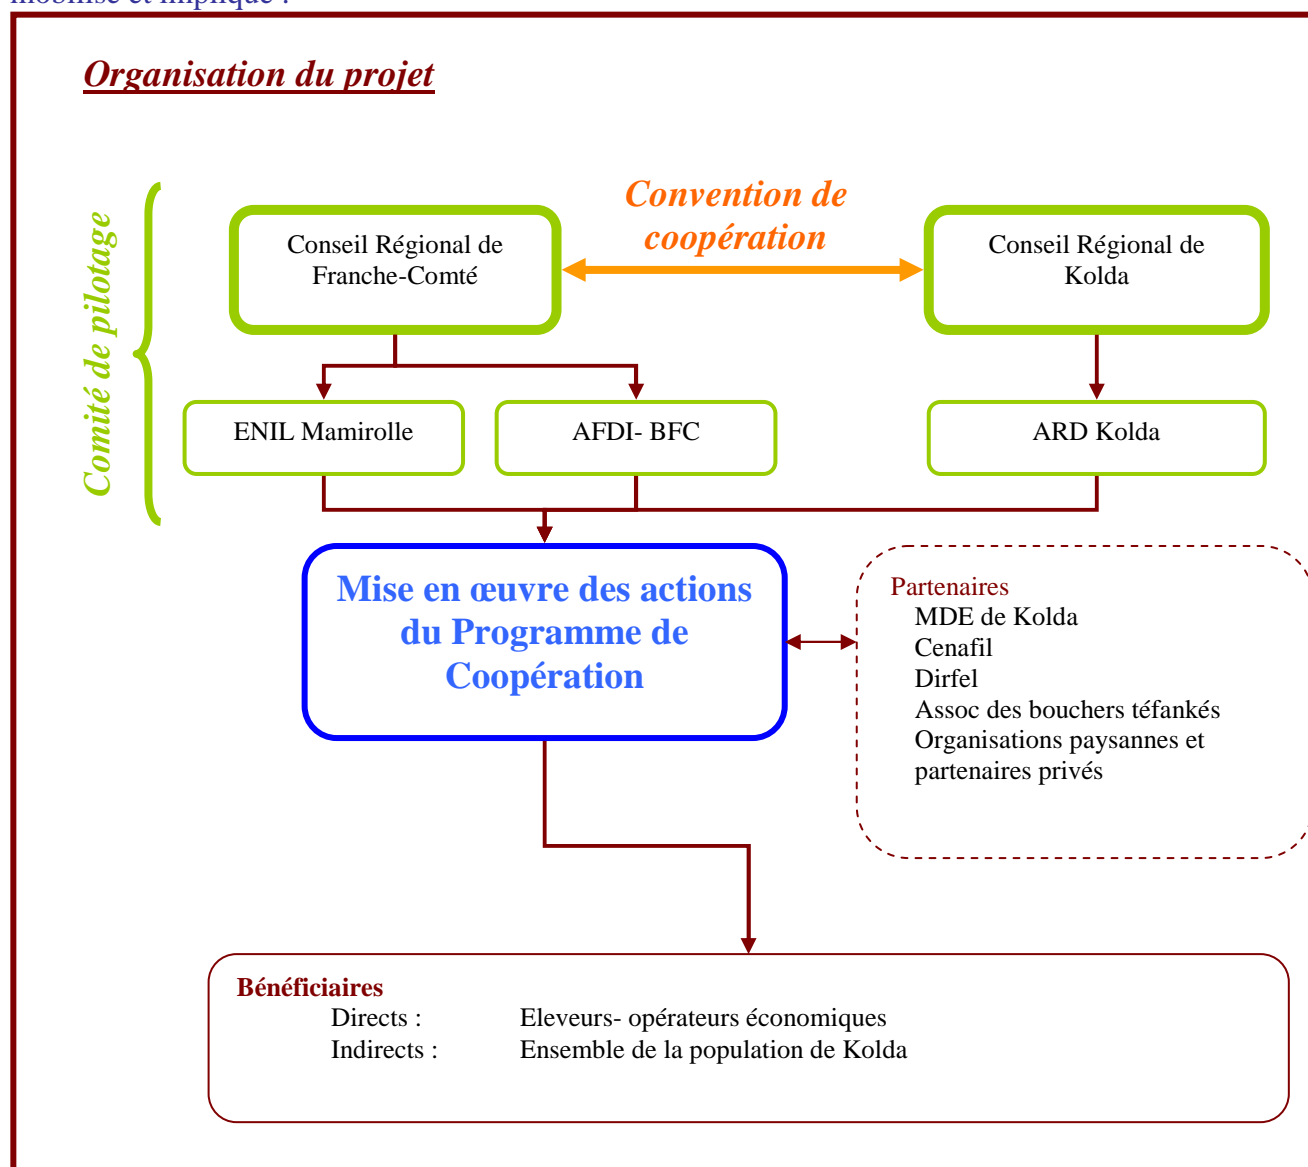 mobilisé et impliqué :
Organisation du projet
Comité de pilotage
Convention de
coopération
Conseil Régional de
Franche-Comté
Conseil Régional de
Kolda
ENIL Mamirolle
AFDI- BFC
ARD Kolda
Mise en œuvre des actions
du Programme de
Coopération
Partenaires
MDE de Kolda
Cenafil
Dirfel
Assoc des bouchers téfankés
Organisations paysannes et
partenaires privés
Bénéficiaires
Directs : Eleveurs- opérateurs économiques
Indirects : Ensemble de la population de Kolda